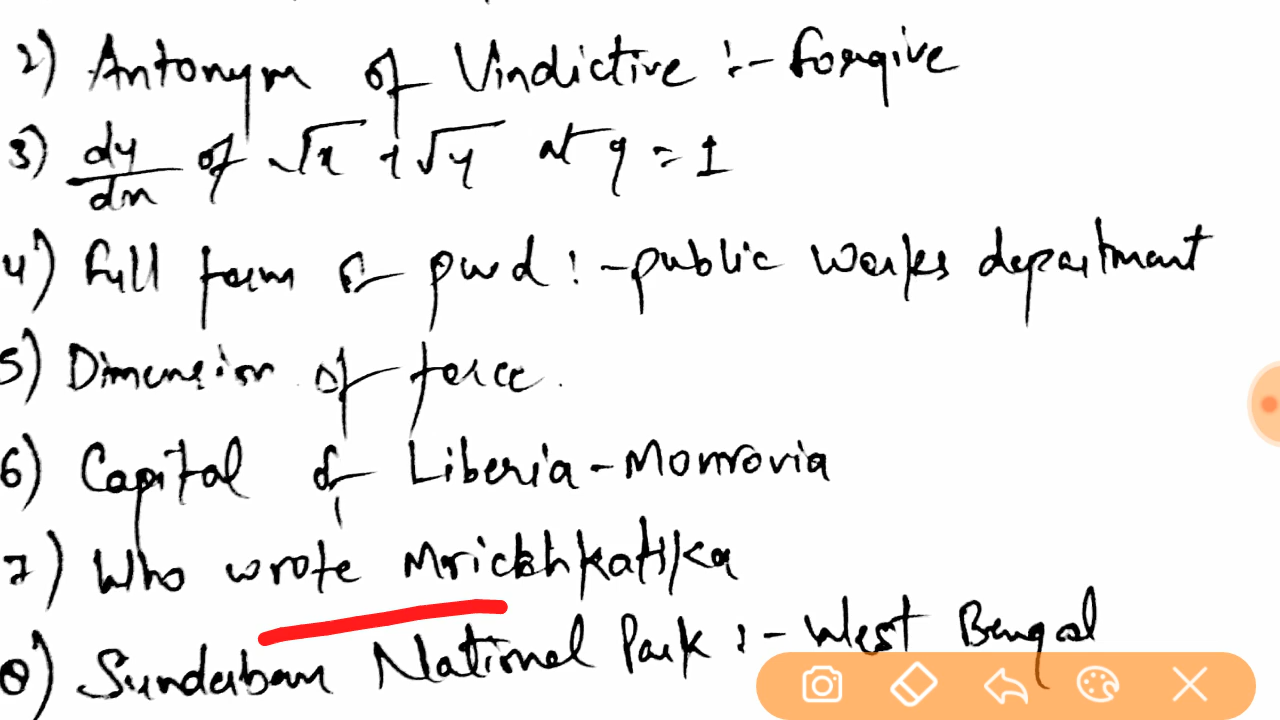 2) Antonym of Vindictive :- forgive
3) dy/dx of √x + √y at y = 1
4) full form of pwd :- public works department
5) Dimension of force.
6) Capital of Liberia - Monrovia
7) Who wrote Mricchkatika
8) Sundarban National Park :- West Bengal